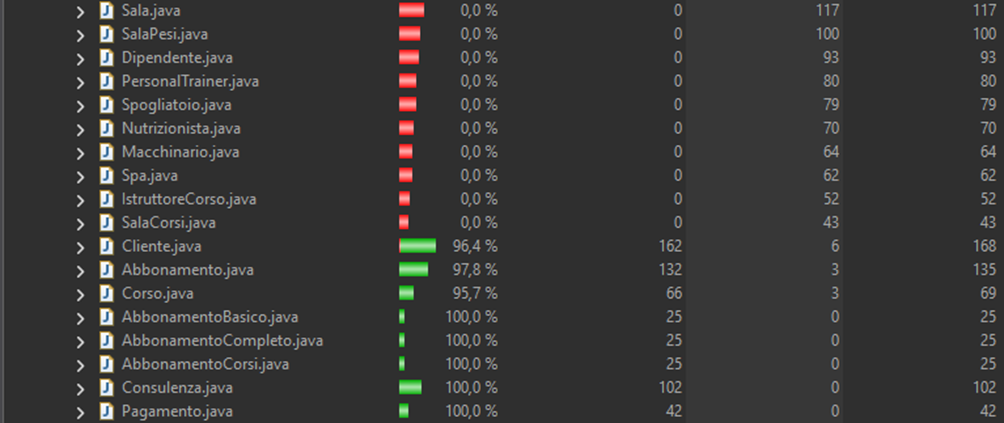 Sala.java 0,0 % 0 117 117
SalaPesi.java 0,0 % 0 100 100
Dipendente.java 0,0 % 0 93 93
PersonalTrainer.java 0,0 % 0 80 80
Spogliatoio.java 0,0 % 0 79 79
Nutrizionista.java 0,0 % 0 70 70
Macchinario.java 0,0 % 0 64 64
Spa.java 0,0 % 0 62 62
IstruttoreCorso.java 0,0 % 0 52 52
SalaCorsi.java 0,0 % 0 43 43
Cliente.java 96,4 % 162 6 168
Abbonamento.java 97,8 % 132 3 135
Corso.java 95,7 % 66 3 69
AbbonamentoBasico.java 100,0 % 25 0 25
AbbonamentoCompleto.java 100,0 % 25 0 25
AbbonamentoCorsi.java 100,0 % 25 0 25
Consulenza.java 100,0 % 102 0 102
Pagamento.java 100,0 % 42 0 42